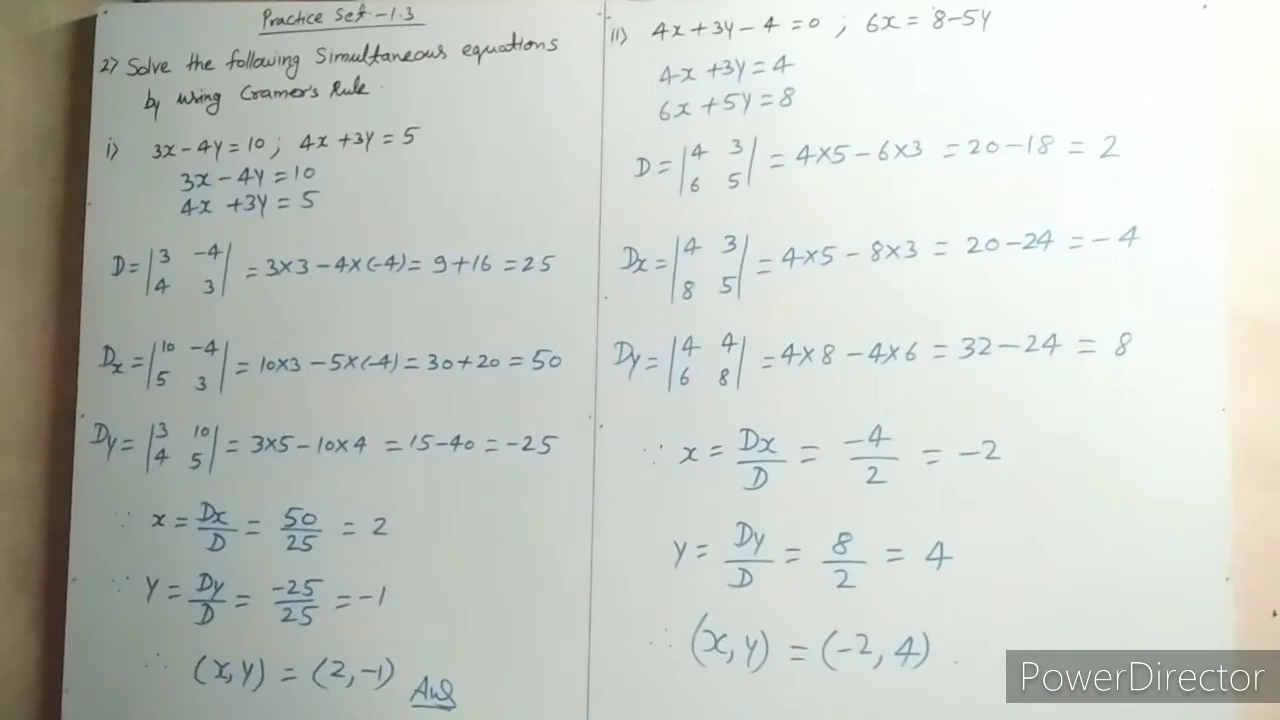 Practice Set-1.3
2) Solve the following Simultaneous equations
by using Cramer's Rule.
i) 3x - 4y = 10 ; 4x + 3y = 5
3x - 4y = 10
4x + 3y = 5
D = |3 -4|
|4 3| = 3×3 - 4×(-4) = 9+16 = 25
Dx = |10 -4|
|5 3| = 10×3 - 5×(-4) = 30+20 = 50
Dy = |3 10|
|4 5| = 3×5 - 10×4 = 15-40 = -25
∵ x = Dx/D = 50/25 = 2
∵ y = Dy/D = -25/25 = -1
∴ (x,y) = (2,-1) Ans
ii) 4x + 3y - 4 = 0 ; 6x = 8-5y
4x + 3y = 4
6x + 5y = 8
D = |4 3|
|6 5| = 4×5 - 6×3 = 20-18 = 2
Dx = |4 3|
|8 5| = 4×5 - 8×3 = 20-24 = -4
Dy = |4 4|
|6 8| = 4×8 - 4×6 = 32-24 = 8
∵ x = Dx/D = -4/2 = -2
y = Dy/D = 8/2 = 4
∴ (x,y) = (-2,4)
PowerDirector